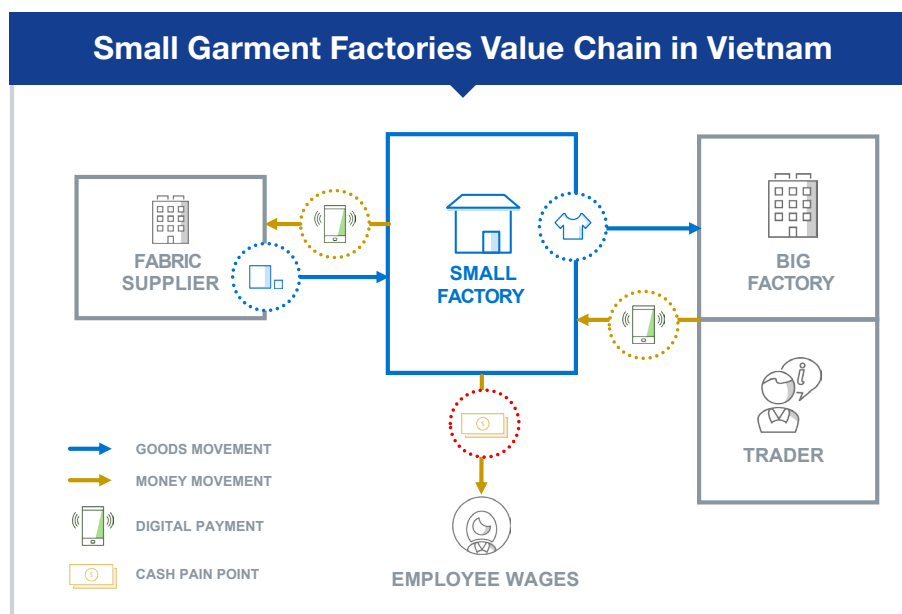 Small Garment Factories Value Chain in Vietnam
FABRIC
SUPPLIER
SMALL
FACTORY
BIG
FACTORY
TRADER
i
GOODS MOVEMENT
MONEY MOVEMENT
DIGITAL PAYMENT
$
CASH PAIN POINT
$
EMPLOYEE WAGES